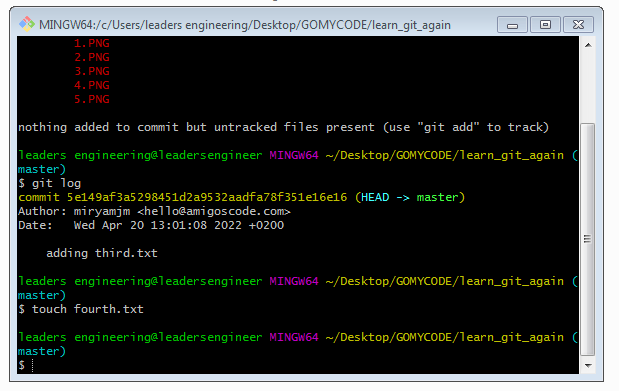 MINGW64:/c/Users/leaders engineering/Desktop/GOMYCODE/learn_git_again
1.PNG
2.PNG
3.PNG
4.PNG
5.PNG
nothing added to commit but untracked files present (use "git add" to track)
leaders engineering@leadersengineer MINGW64 ~/Desktop/GOMYCODE/learn_git_again (
master)
$ git log
commit 5e149af3a5298451d2a9532aadfa78f351e16e16 (HEAD -> master)
Author: miryamjm <hello@amigoscode.com>
Date:   Wed Apr 20 13:01:08 2022 +0200
adding third.txt
leaders engineering@leadersengineer MINGW64 ~/Desktop/GOMYCODE/learn_git_again (
master)
$ touch fourth.txt
leaders engineering@leadersengineer MINGW64 ~/Desktop/GOMYCODE/learn_git_again (
master)
$